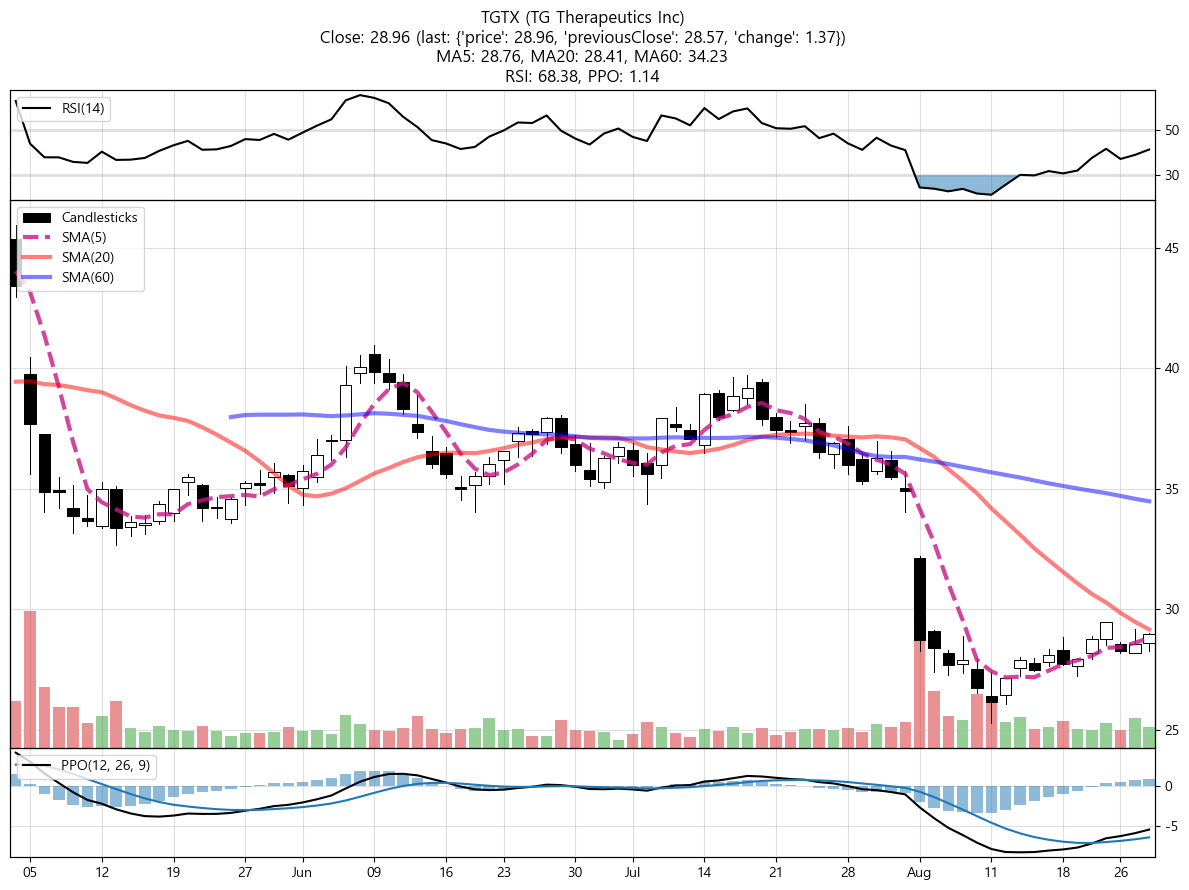 TGTX (TG Therapeutics Inc)
Close: 28.96 (last: {'price': 28.96, 'previousClose': 28.57, 'change': 1.37})
MA5: 28.76, MA20: 28.41, MA60: 34.23
RSI: 68.38, PPO: 1.14
RSI(14)
50
30
Candlesticks
SMA(5)
SMA(20)
SMA(60)
45
40
35
30
25
PPO(12, 26, 9)
0
-5
05 12 19 27 Jun 09 16 23 30 Jul 14 21 28 Aug 11 18 26